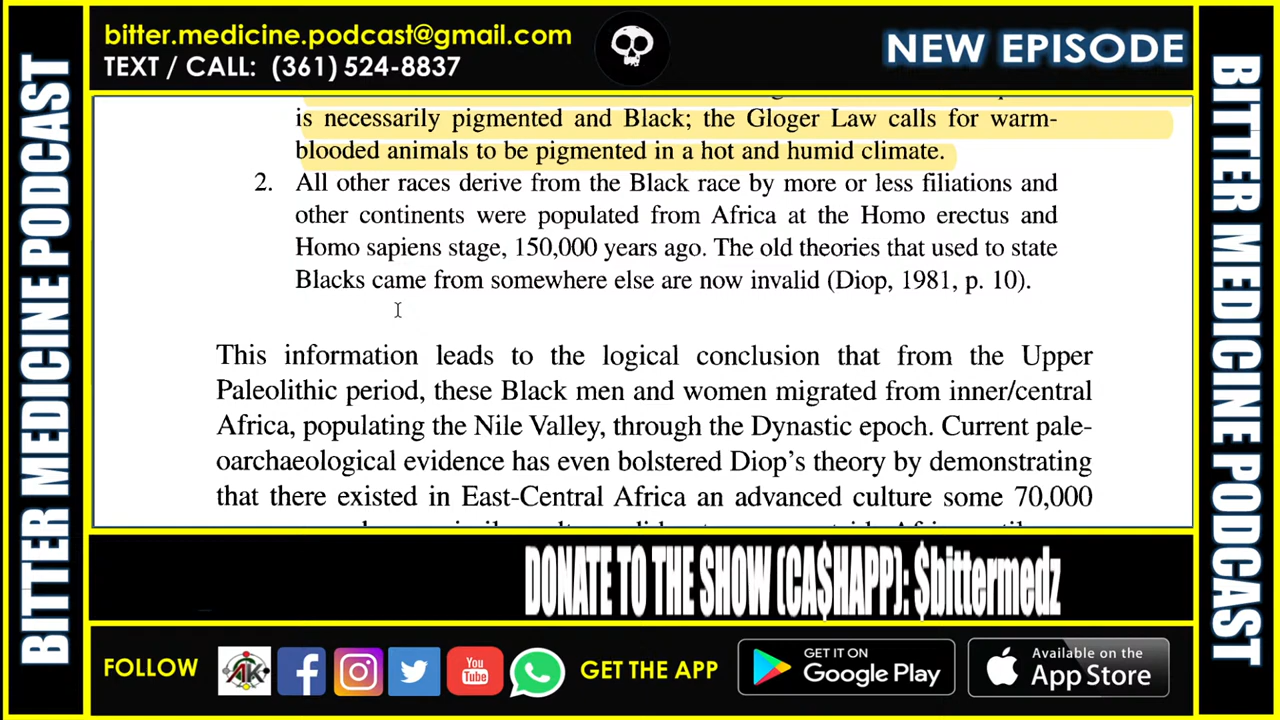 bitter.medicine.podcast@gmail.com
TEXT / CALL: (361) 524-8837
NEW EPISODE
BITTER MEDICINE PODCAST
is necessarily pigmented and Black; the Gloger Law calls for warm-
blooded animals to be pigmented in a hot and humid climate.
2. All other races derive from the Black race by more or less filiations and
other continents were populated from Africa at the Homo erectus and
Homo sapiens stage, 150,000 years ago. The old theories that used to state
Blacks came from somewhere else are now invalid (Diop, 1981, p. 10).
This information leads to the logical conclusion that from the Upper
Paleolithic period, these Black men and women migrated from inner/central
Africa, populating the Nile Valley, through the Dynastic epoch. Current pale-
oarchaeological evidence has even bolstered Diop's theory by demonstrating
that there existed in East-Central Africa an advanced culture some 70,000
BITTER MEDICINE PODCAST
DONATE TO THE SHOW (CA$HAPP): $bittermedz
FOLLOW
ATK
You
Tube
GET THE APP
GET IT ON
Google Play
Available on the
App Store